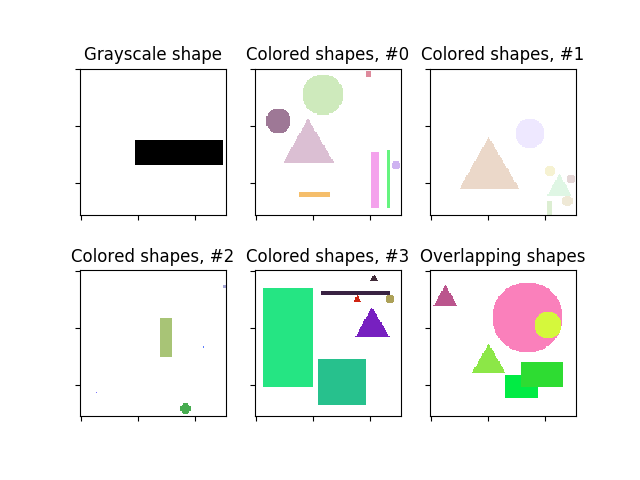 Grayscale shape
Colored shapes, #0
Colored shapes, #1
Colored shapes, #2
Colored shapes, #3
Overlapping shapes